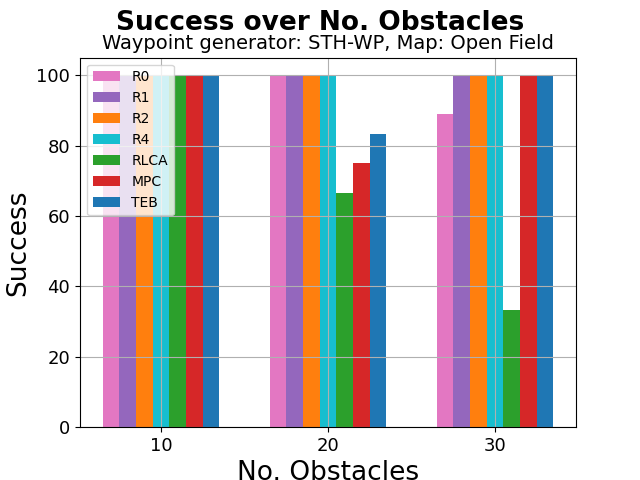 Success over No. Obstacles
Waypoint generator: STH-WP, Map: Open Field
100
80
60
40
20
0
Success
R0
R1
R2
R4
RLCA
MPC
TEB
10
20
30
No. Obstacles